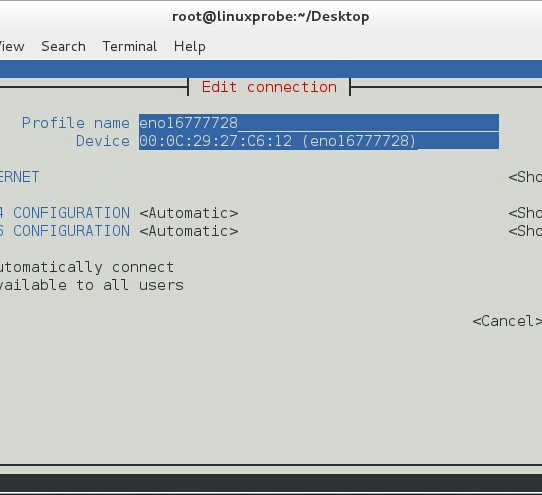 root@linuxprobe:~/Desktop
iew Search Terminal Help
Edit connection
Profile name eno16777728
Device 00:0C:29:27:C6:12 (eno16777728)
ERNET <Sho
4 CONFIGURATION <Automatic> <Sho
6 CONFIGURATION <Automatic> <Sho
utomatically connect
vailable to all users
<Cancel>